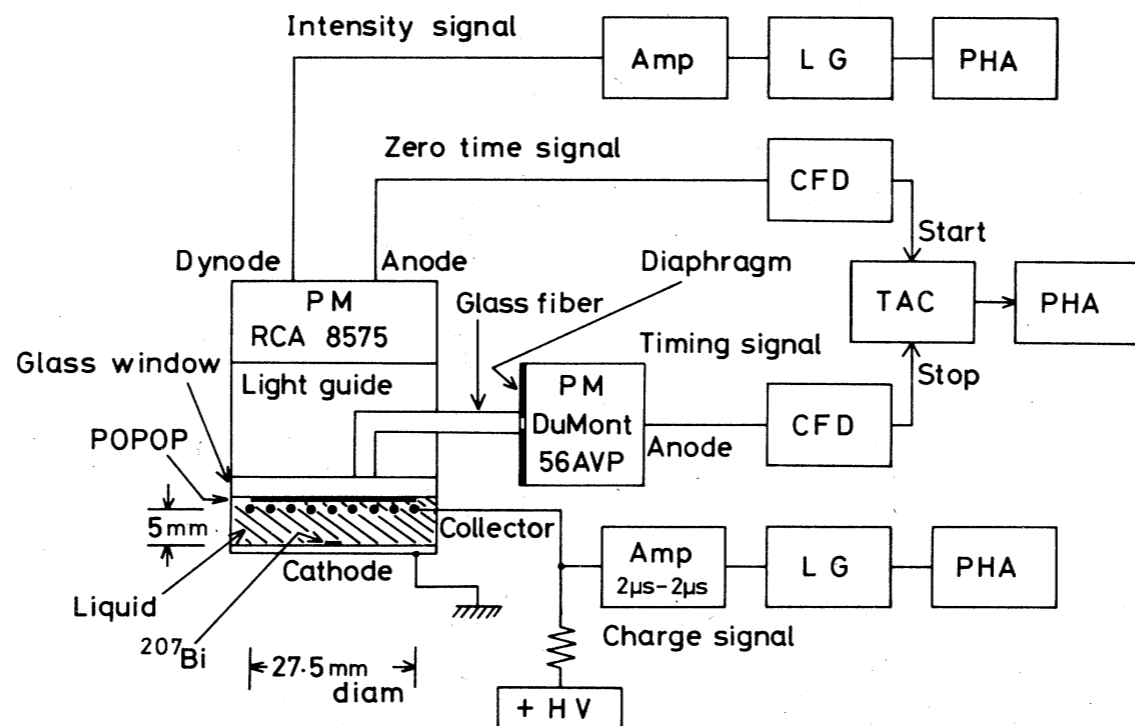 Intensity signal
Amp
L G
PHA
Zero time signal
CFD
Start
Dynode
Anode
Diaphragm
PM
RCA 8575
Glass fiber
TAC
PHA
Glass window
Light guide
Timing signal
Stop
PM
DuMont
56AVP
Anode
CFD
POPOP
5mm
Collector
Cathode
Amp
2μs-2μs
L G
PHA
Liquid
Charge signal
207Bi
27.5mm
diam
+ HV